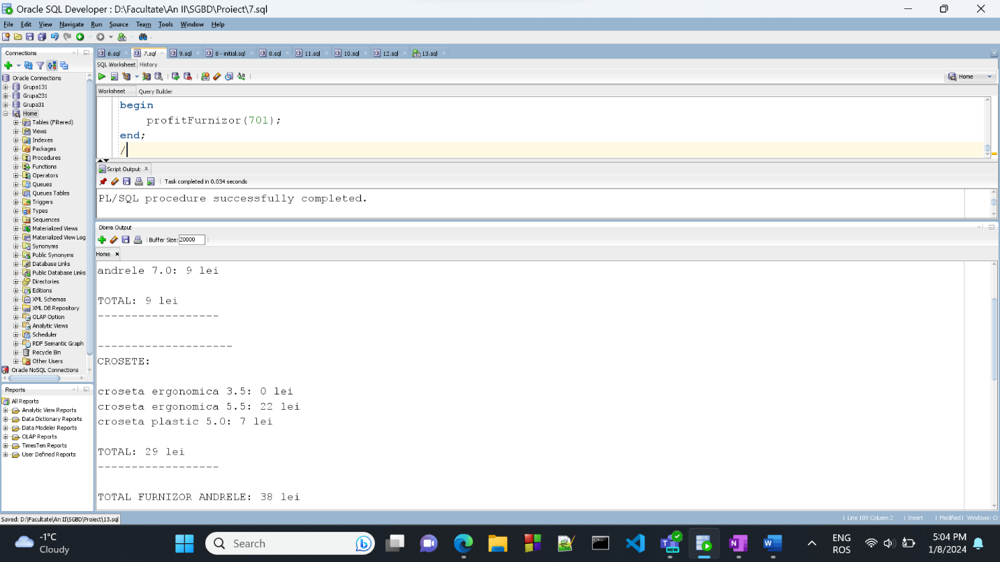 Oracle SQL Developer : D:\Facultate\An II\SGBD\Proiect\7.sql
File Edit View Navigate Run Source Team Tools Window Help
Connections
6.sql 7.sql 9.sql 8 - initial.sql 8.sql 11.sql 10.sql 12.sql 13.sql
SQL Worksheet History
Home
Worksheet Query Builder
Oracle Connections
Grupa131
Grupa231
Grupa31
Home
Tables (Filtered)
Views
Indexes
Packages
Procedures
Functions
Operators
Queues
Queues Tables
Triggers
Types
Sequences
Materialized Views
Materialized View Log
Synonyms
Public Synonyms
Database Links
Public Database Links
Directories
Editions
XML Schemas
XML DB Repository
OLAP Option
Analytic Views
Scheduler
RDF Semantic Graph
Recycle Bin
Other Users
Oracle NoSQL Connections
Reports
All Reports
Analytic View Reports
Data Dictionary Reports
Data Modeler Reports
OLAP Reports
TimesTen Reports
User Defined Reports
begin
profitFurnizor(701);
end;
/
Script Output x
Task completed in 0.034 seconds
PL/SQL procedure successfully completed.
Dbms Output
Buffer Size: 20000
Home
andrele 7.0: 9 lei
TOTAL: 9 lei
------------------
--------------------
CROSETE:
croseta ergonomica 3.5: 0 lei
croseta ergonomica 5.5: 22 lei
croseta plastic 5.0: 7 lei
TOTAL: 29 lei
------------------
TOTAL FURNIZOR ANDRELE: 38 lei
Saved: D:\Facultate\An II\SGBD\Proiect\13.sql
Line 109 Column 2 | Insert | Modified | Windows: Cl
-1°C
Cloudy
Search
NEW
ENG
ROS
5:04 PM
1/8/2024